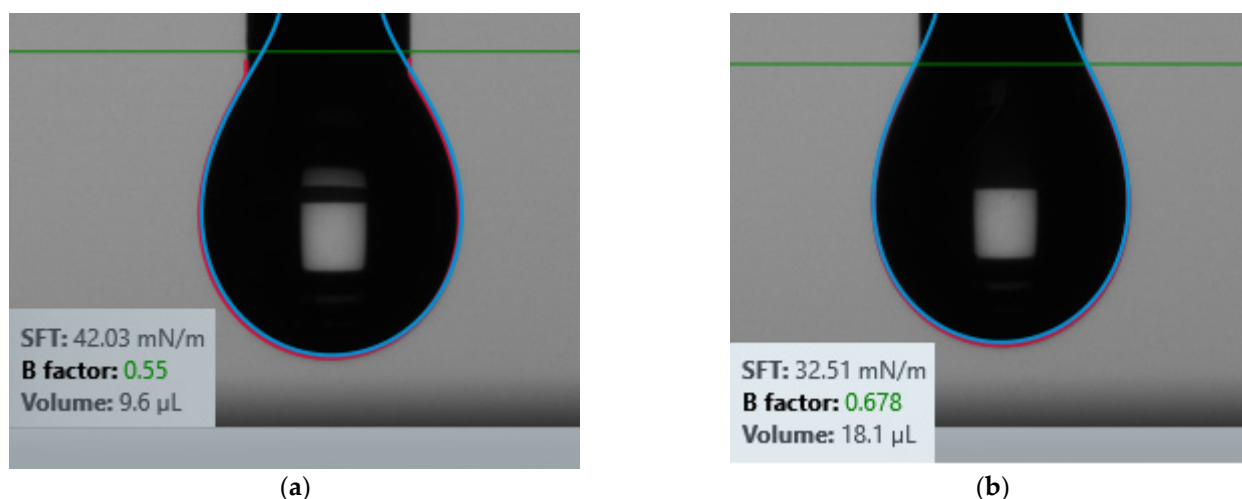 SFT: 42.03 mN/m
B factor: 0.55
Volume: 9.6 µL
SFT: 32.51 mN/m
B factor: 0.678
Volume: 18.1 µL
(a)
(b)